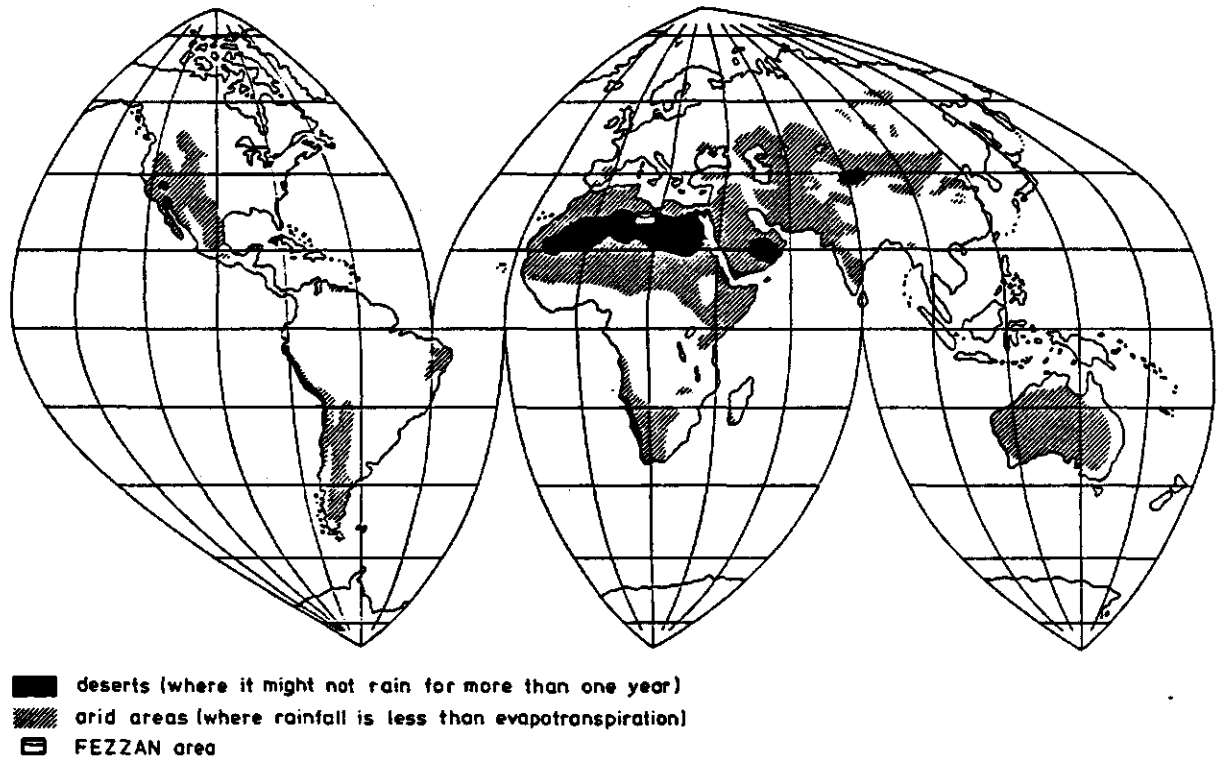 deserts (where it might not rain for more than one year)
arid areas (where rainfall is less than evapotranspiration)
FEZZAN area